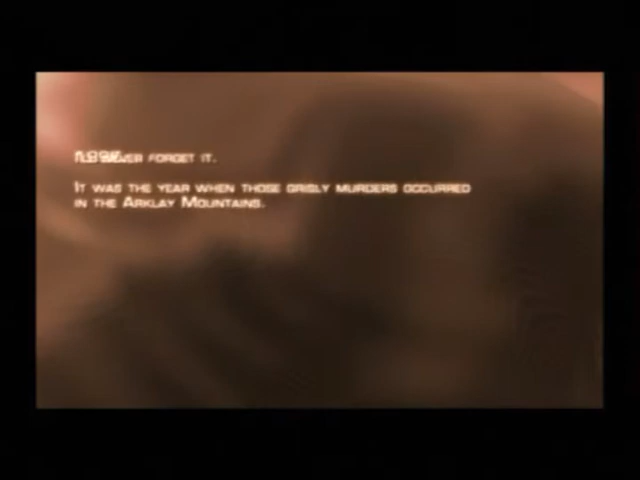 FORGET IT.
IT WAS THE YEAR WHEN THOSE GRISLY MURDERS OCCURRED
IN THE ARKLAY MOUNTAINS.